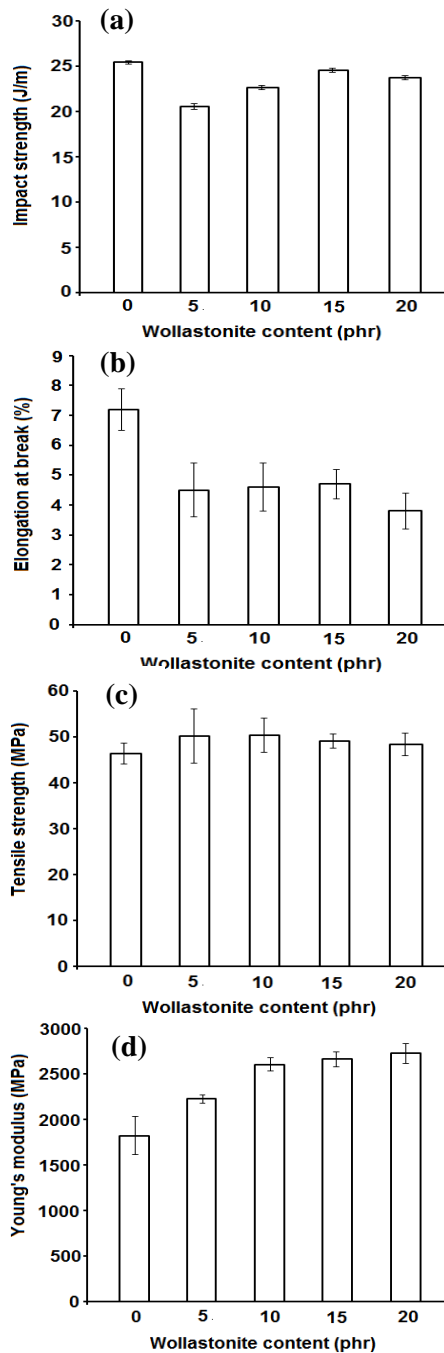 (a)
Impact strength (J/m)
30
25
20
15
10
5
0
0 5 10 15 20
Wollastonite content (phr)
(b)
Elongation at break (%)
9
8
7
6
5
4
3
2
1
0
0 5 10 15 20
Wollastonite content (phr)
(c)
Tensile strength (MPa)
60
50
40
30
20
10
0
0 5 10 15 20
Wollastonite content (phr)
(d)
Young's modulus (MPa)
3000
2500
2000
1500
1000
500
0
0 5 10 15 20
Wollastonite content (phr)